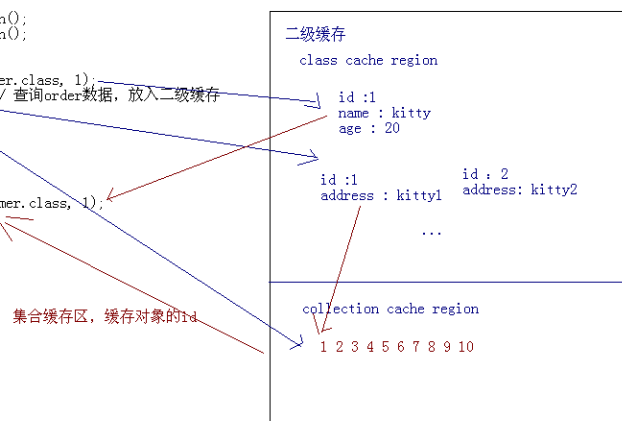 n();
n();
er.class, 1);
/ 查询order数据，放入二级缓存
mer.class, 1);
集合缓存区，缓存对象的id
二级缓存
class cache region
id :1
name : kitty
age : 20
id :1
address : kitty1
id : 2
address: kitty2
...
collection cache region
1 2 3 4 5 6 7 8 9 10